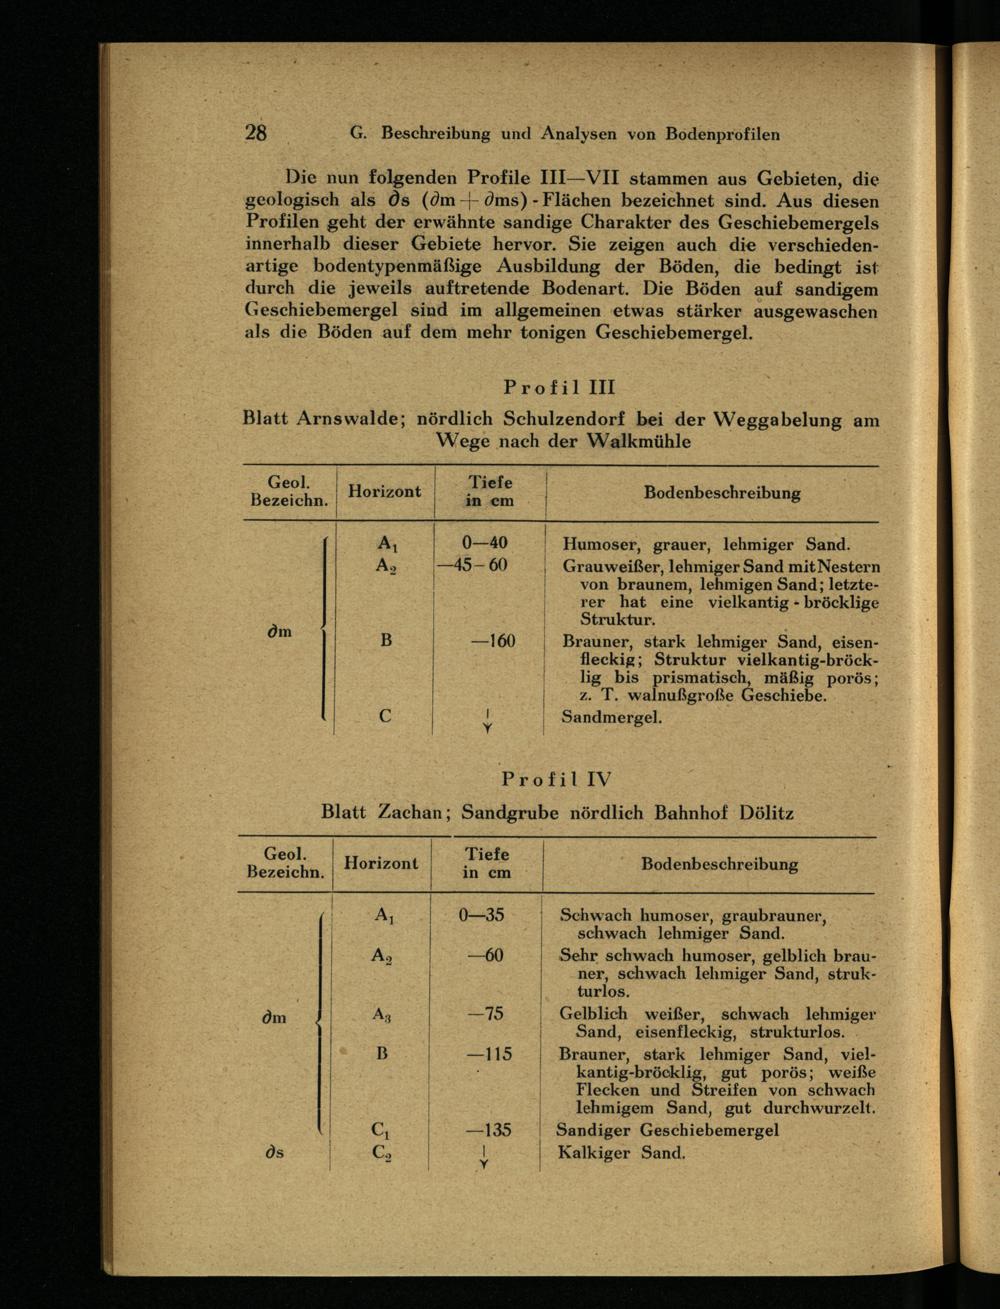 28 G. Beschreibung und Analysen von Bodenprofilen
Die nun folgenden Profile III—VII stammen aus Gebieten, die
geologisch als ∂s (∂m + ∂ms) - Flächen bezeichnet sind. Aus diesen
Profilen geht der erwähnte sandige Charakter des Geschiebemergels
innerhalb dieser Gebiete hervor. Sie zeigen auch die verschieden-
artige bodentypenmäßige Ausbildung der Böden, die bedingt ist
durch die jeweils auftretende Bodenart. Die Böden auf sandigem
Geschiebemergel sind im allgemeinen etwas stärker ausgewaschen
als die Böden auf dem mehr tonigen Geschiebemergel.
Profil III
Blatt Arnswalde; nördlich Schulzendorf bei der Weggabelung am
Wege nach der Walkmühle
Geol. Bezeichn. Horizont Tiefe in cm Bodenbeschreibung
A₁ 0—40 Humoser, grauer, lehmiger Sand.
A₂ —45–60 Grauweißer, lehmiger Sand mit Nestern
von braunem, lehmigen Sand; letzte-
rer hat eine vielkantig - bröcklige
Struktur.
∂m B —160 Brauner, stark lehmiger Sand, eisen-
fleckig; Struktur vielkantig-bröck-
lig bis prismatisch, mäßig porös;
z. T. walnußgroße Geschiebe.
C Sandmergel.
Profil IV
Blatt Zachan; Sandgrube nördlich Bahnhof Dölitz
Geol. Bezeichn. Horizont Tiefe in cm Bodenbeschreibung
A₁ 0—35 Schwach humoser, graubrauner,
schwach lehmiger Sand.
A₂ —60 Sehr schwach humoser, gelblich brau-
ner, schwach lehmiger Sand, struk-
turlos.
∂m A₃ —75 Gelblich weißer, schwach lehmiger
Sand, eisenfleckig, strukturlos.
B —115 Brauner, stark lehmiger Sand, viel-
kantig-bröcklig, gut porös; weiße
Flecken und Streifen von schwach
lehmigem Sand, gut durchwurzelt.
C₁ —135 Sandiger Geschiebemergel
∂s C₂ Kalkiger Sand.